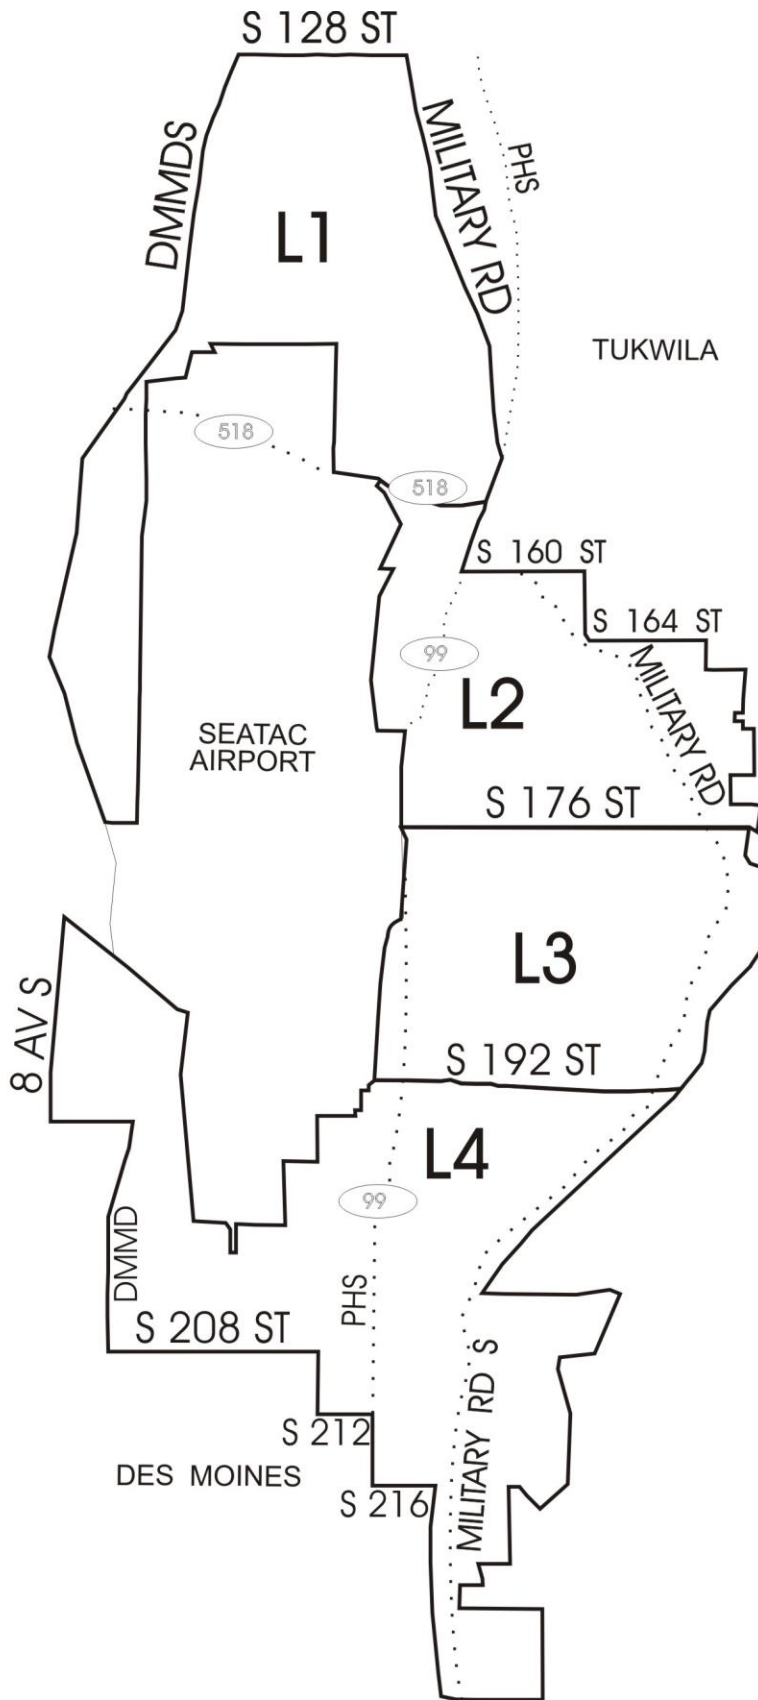 S 128 ST
DMMDS
MILITARY RD
PHS
L1
TUKWILA
518
518
S 160 ST
S 164 ST
99
MILITARY RD
L2
SEATAC
AIRPORT
S 176 ST
L3
8 AV S
S 192 ST
L4
99
DMMD
PHS
S 208 ST
MILITARY RD S
S 212
DES MOINES
S 216